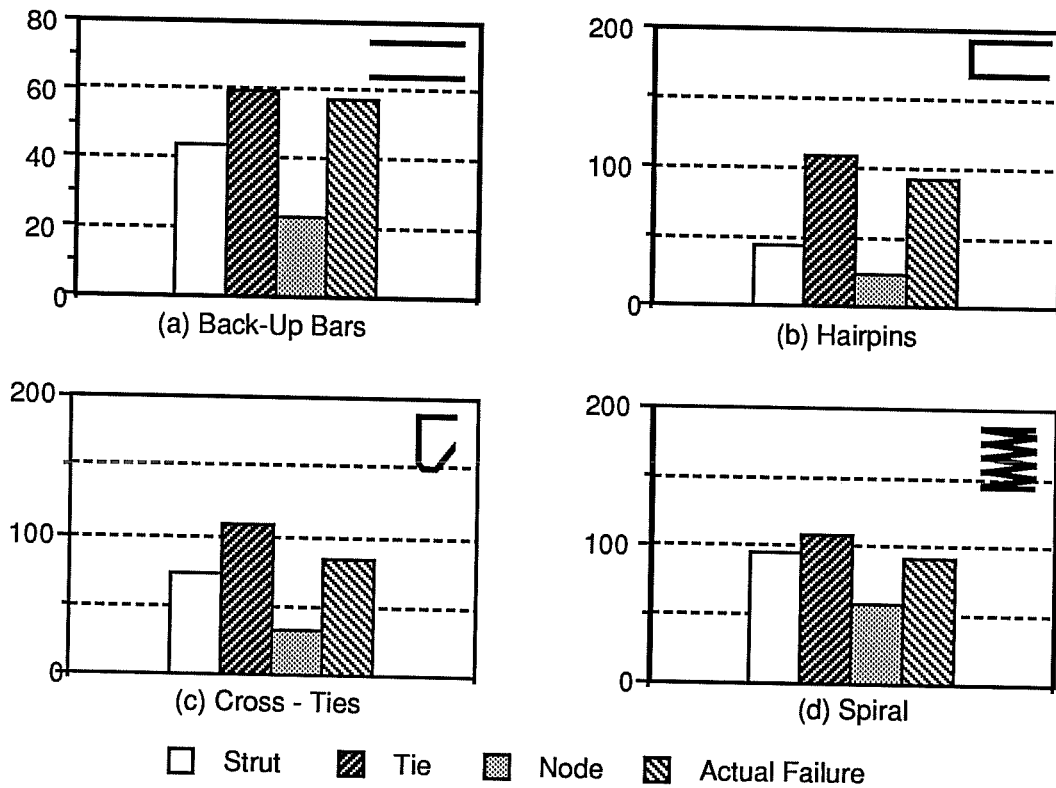 80
60
40
20
0
(a) Back-Up Bars
200
100
0
(b) Hairpins
200
100
0
(c) Cross - Ties
200
100
0
(d) Spiral
Strut
Tie
Node
Actual Failure